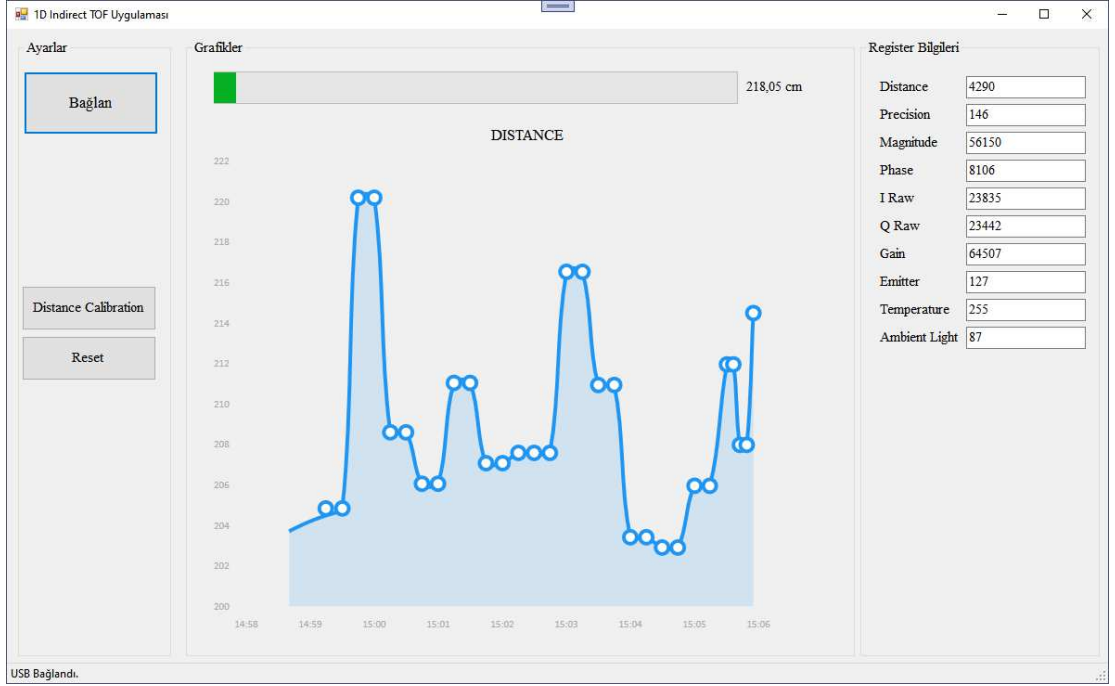 1D Indirect TOF Uygulaması
Ayarlar
Bağlan
Distance Calibration
Reset
Grafikler
218,05 cm
DISTANCE
222
220
218
216
214
212
210
208
206
204
202
200
14:58 14:59 15:00 15:01 15:02 15:03 15:04 15:05 15:06
Register Bilgileri
Distance 4290
Precision 146
Magnitude 56150
Phase 8106
I Raw 23835
Q Raw 23442
Gain 64507
Emitter 127
Temperature 255
Ambient Light 87
USB Bağlandı.